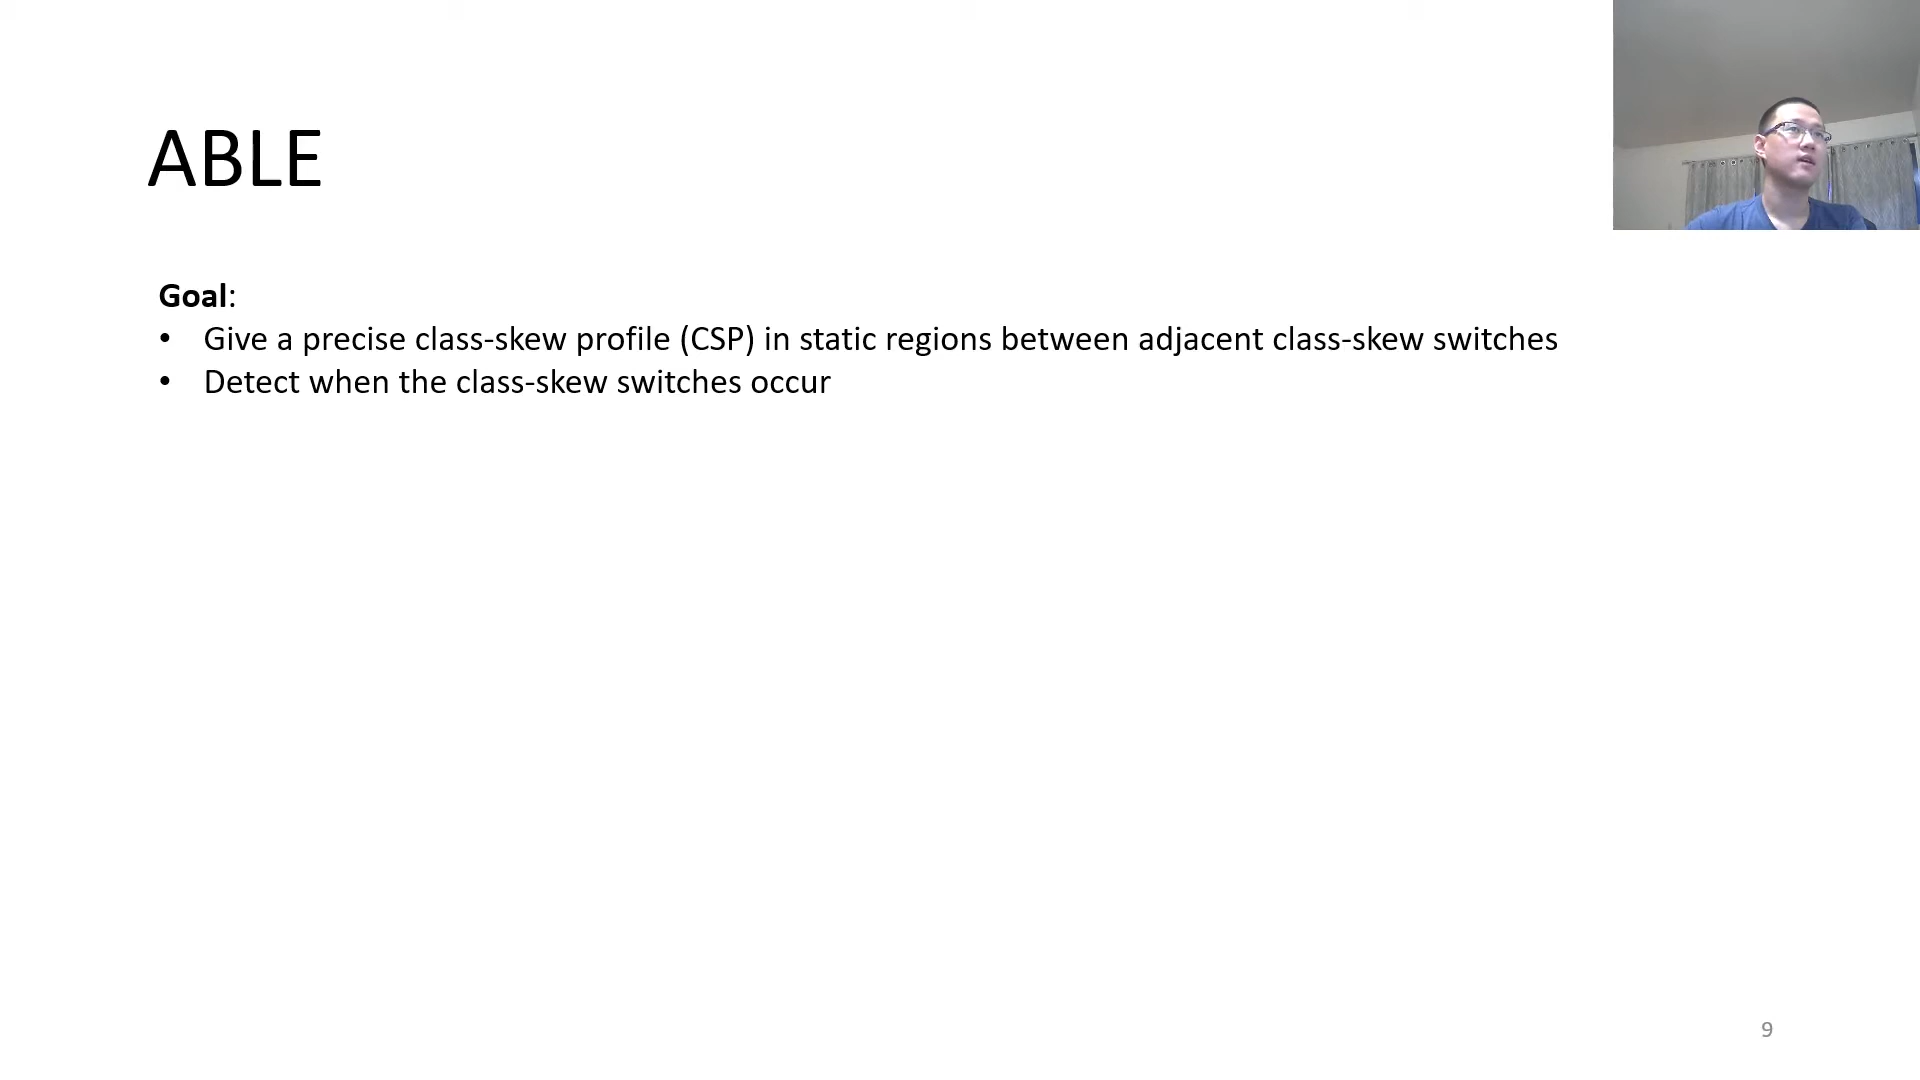 ABLE
Goal:
• Give a precise class-skew profile (CSP) in static regions between adjacent class-skew switches
• Detect when the class-skew switches occur
9